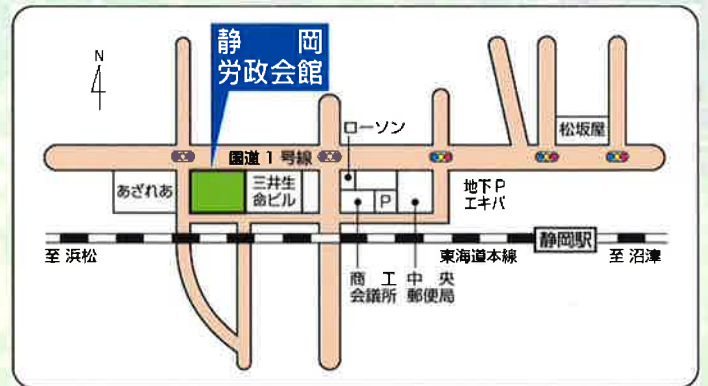 静岡
労政会館
N
ローソン
松坂屋
国道1号線
あざれあ
三井生
命ビル
P
地下P
エキパ
静岡駅
至 浜松
東海道本線
至 沼津
商工
会議所
中央
郵便局